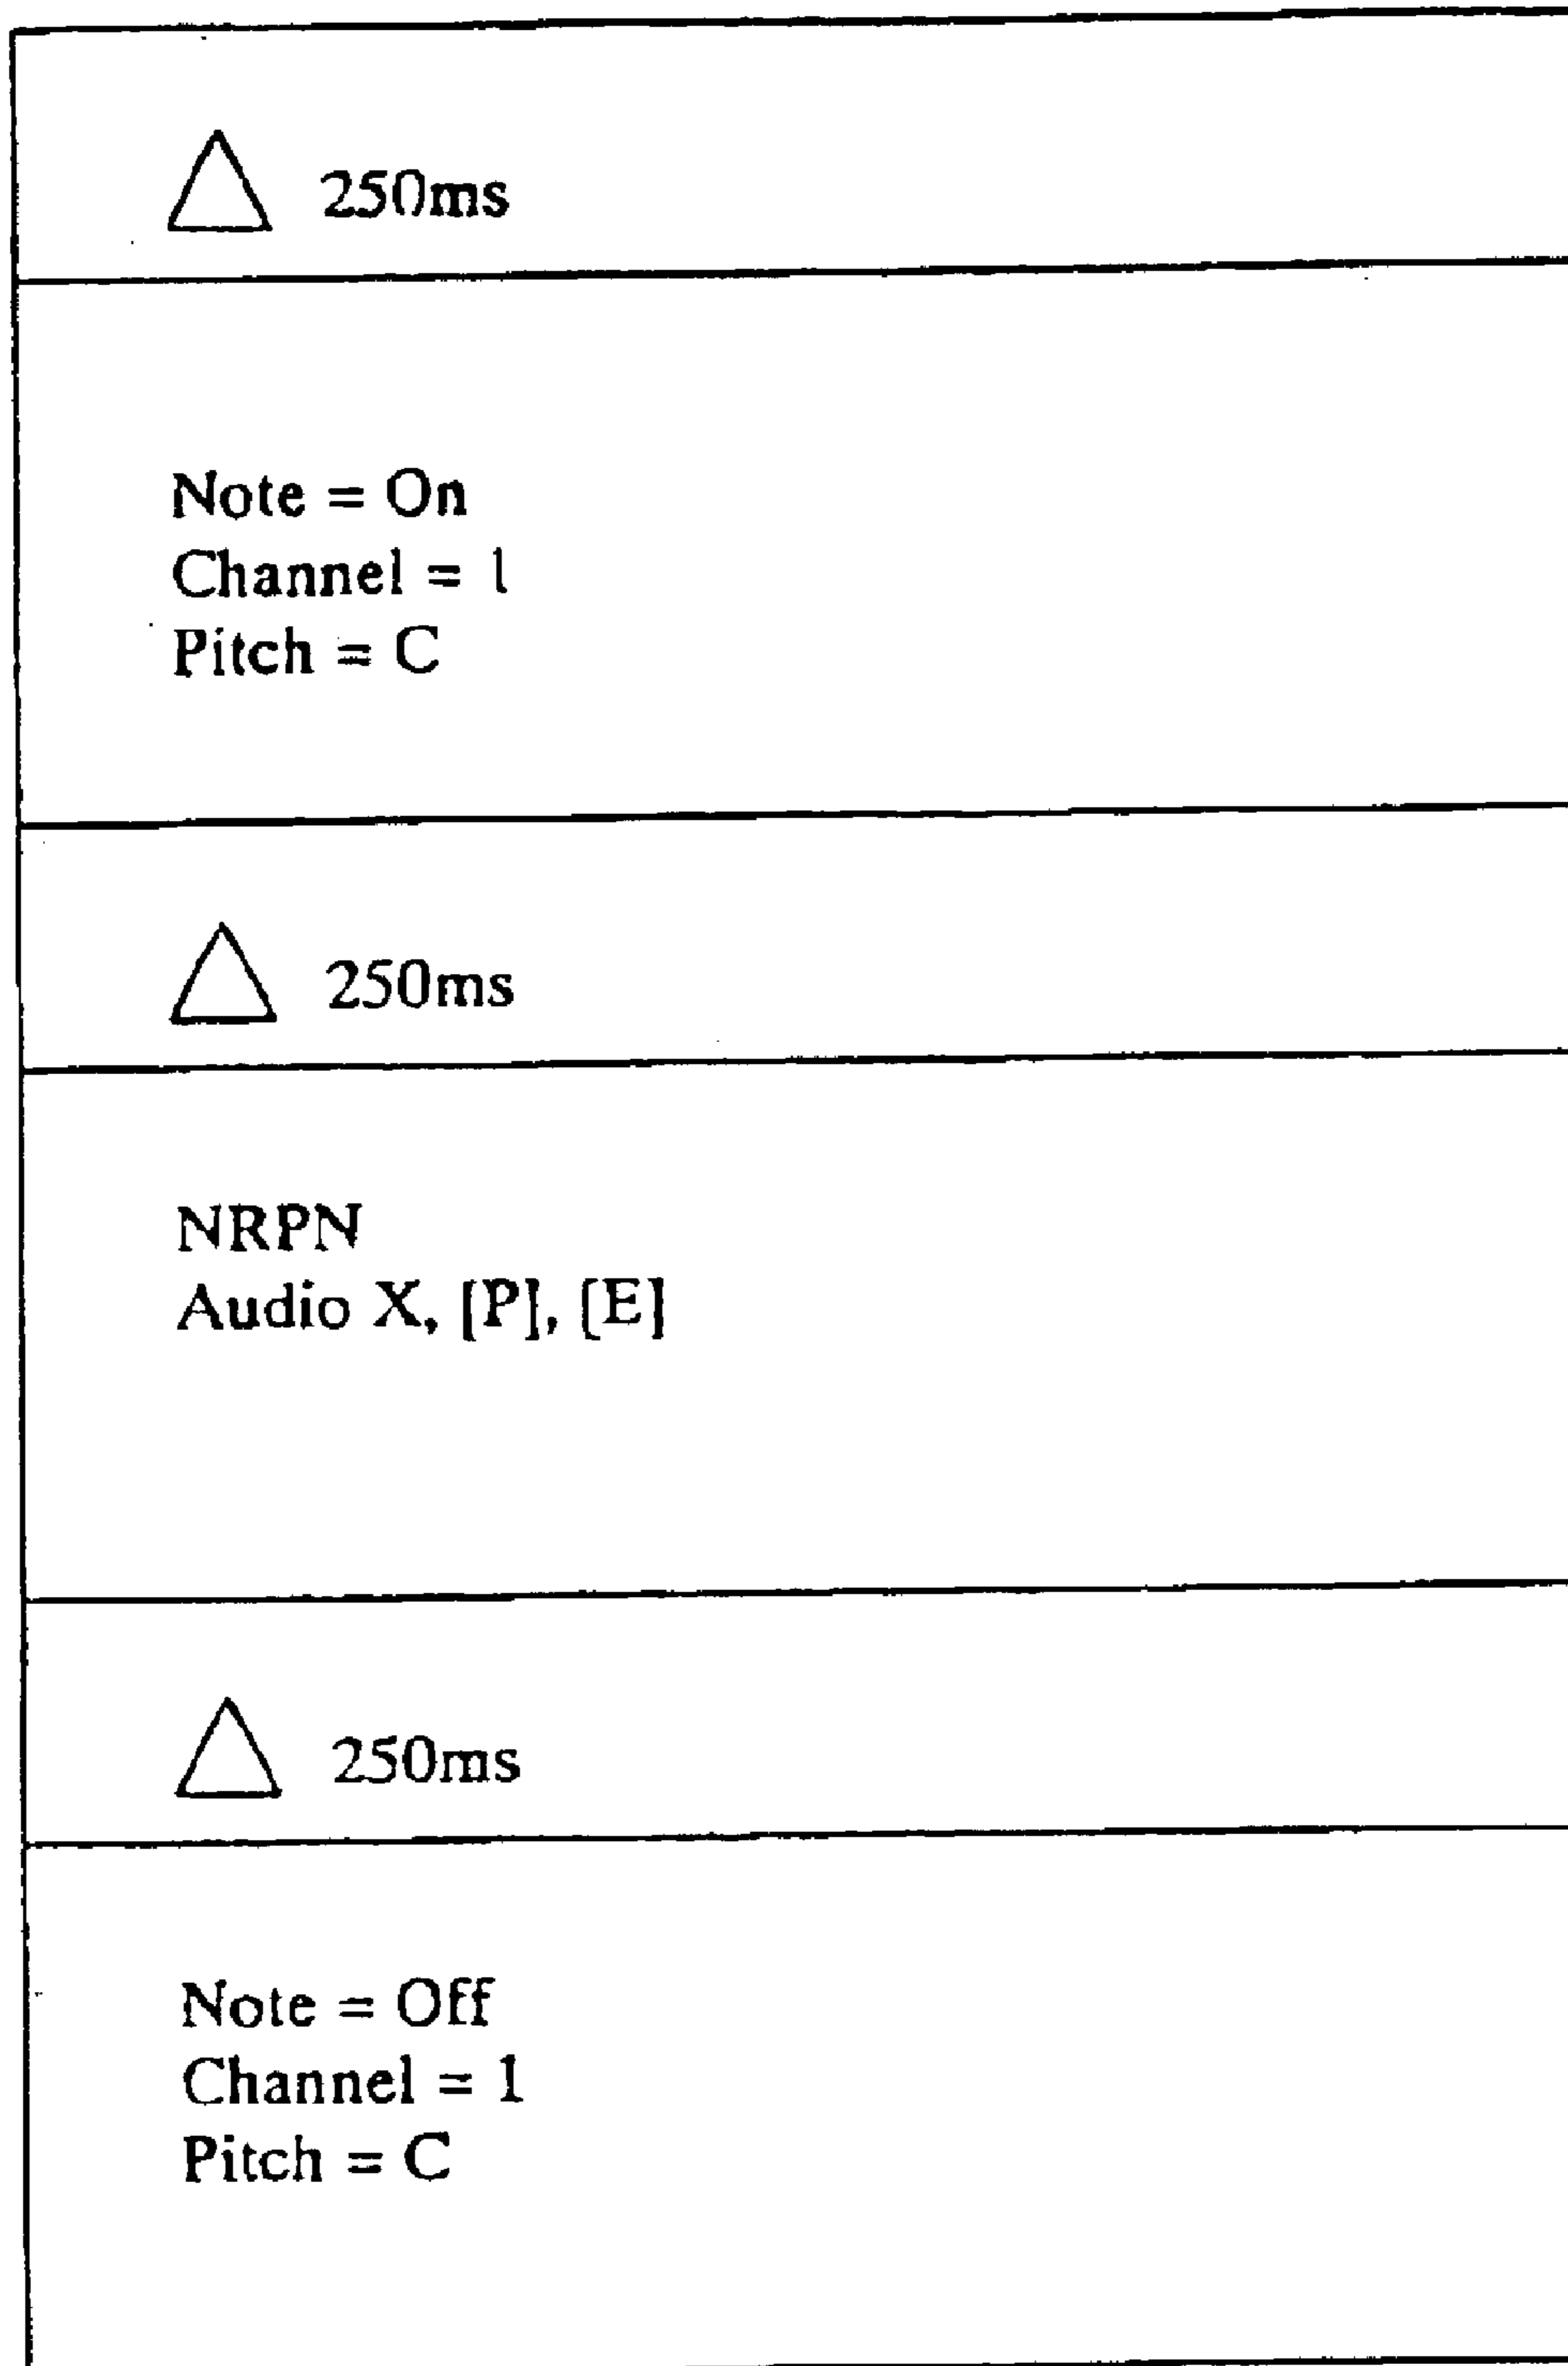 △ 250ms
Note = On
Channel = 1
Pitch = C
△ 250ms
NRPN
Audio X, [P], [E]
△ 250ms
Note = Off
Channel = 1
Pitch = C